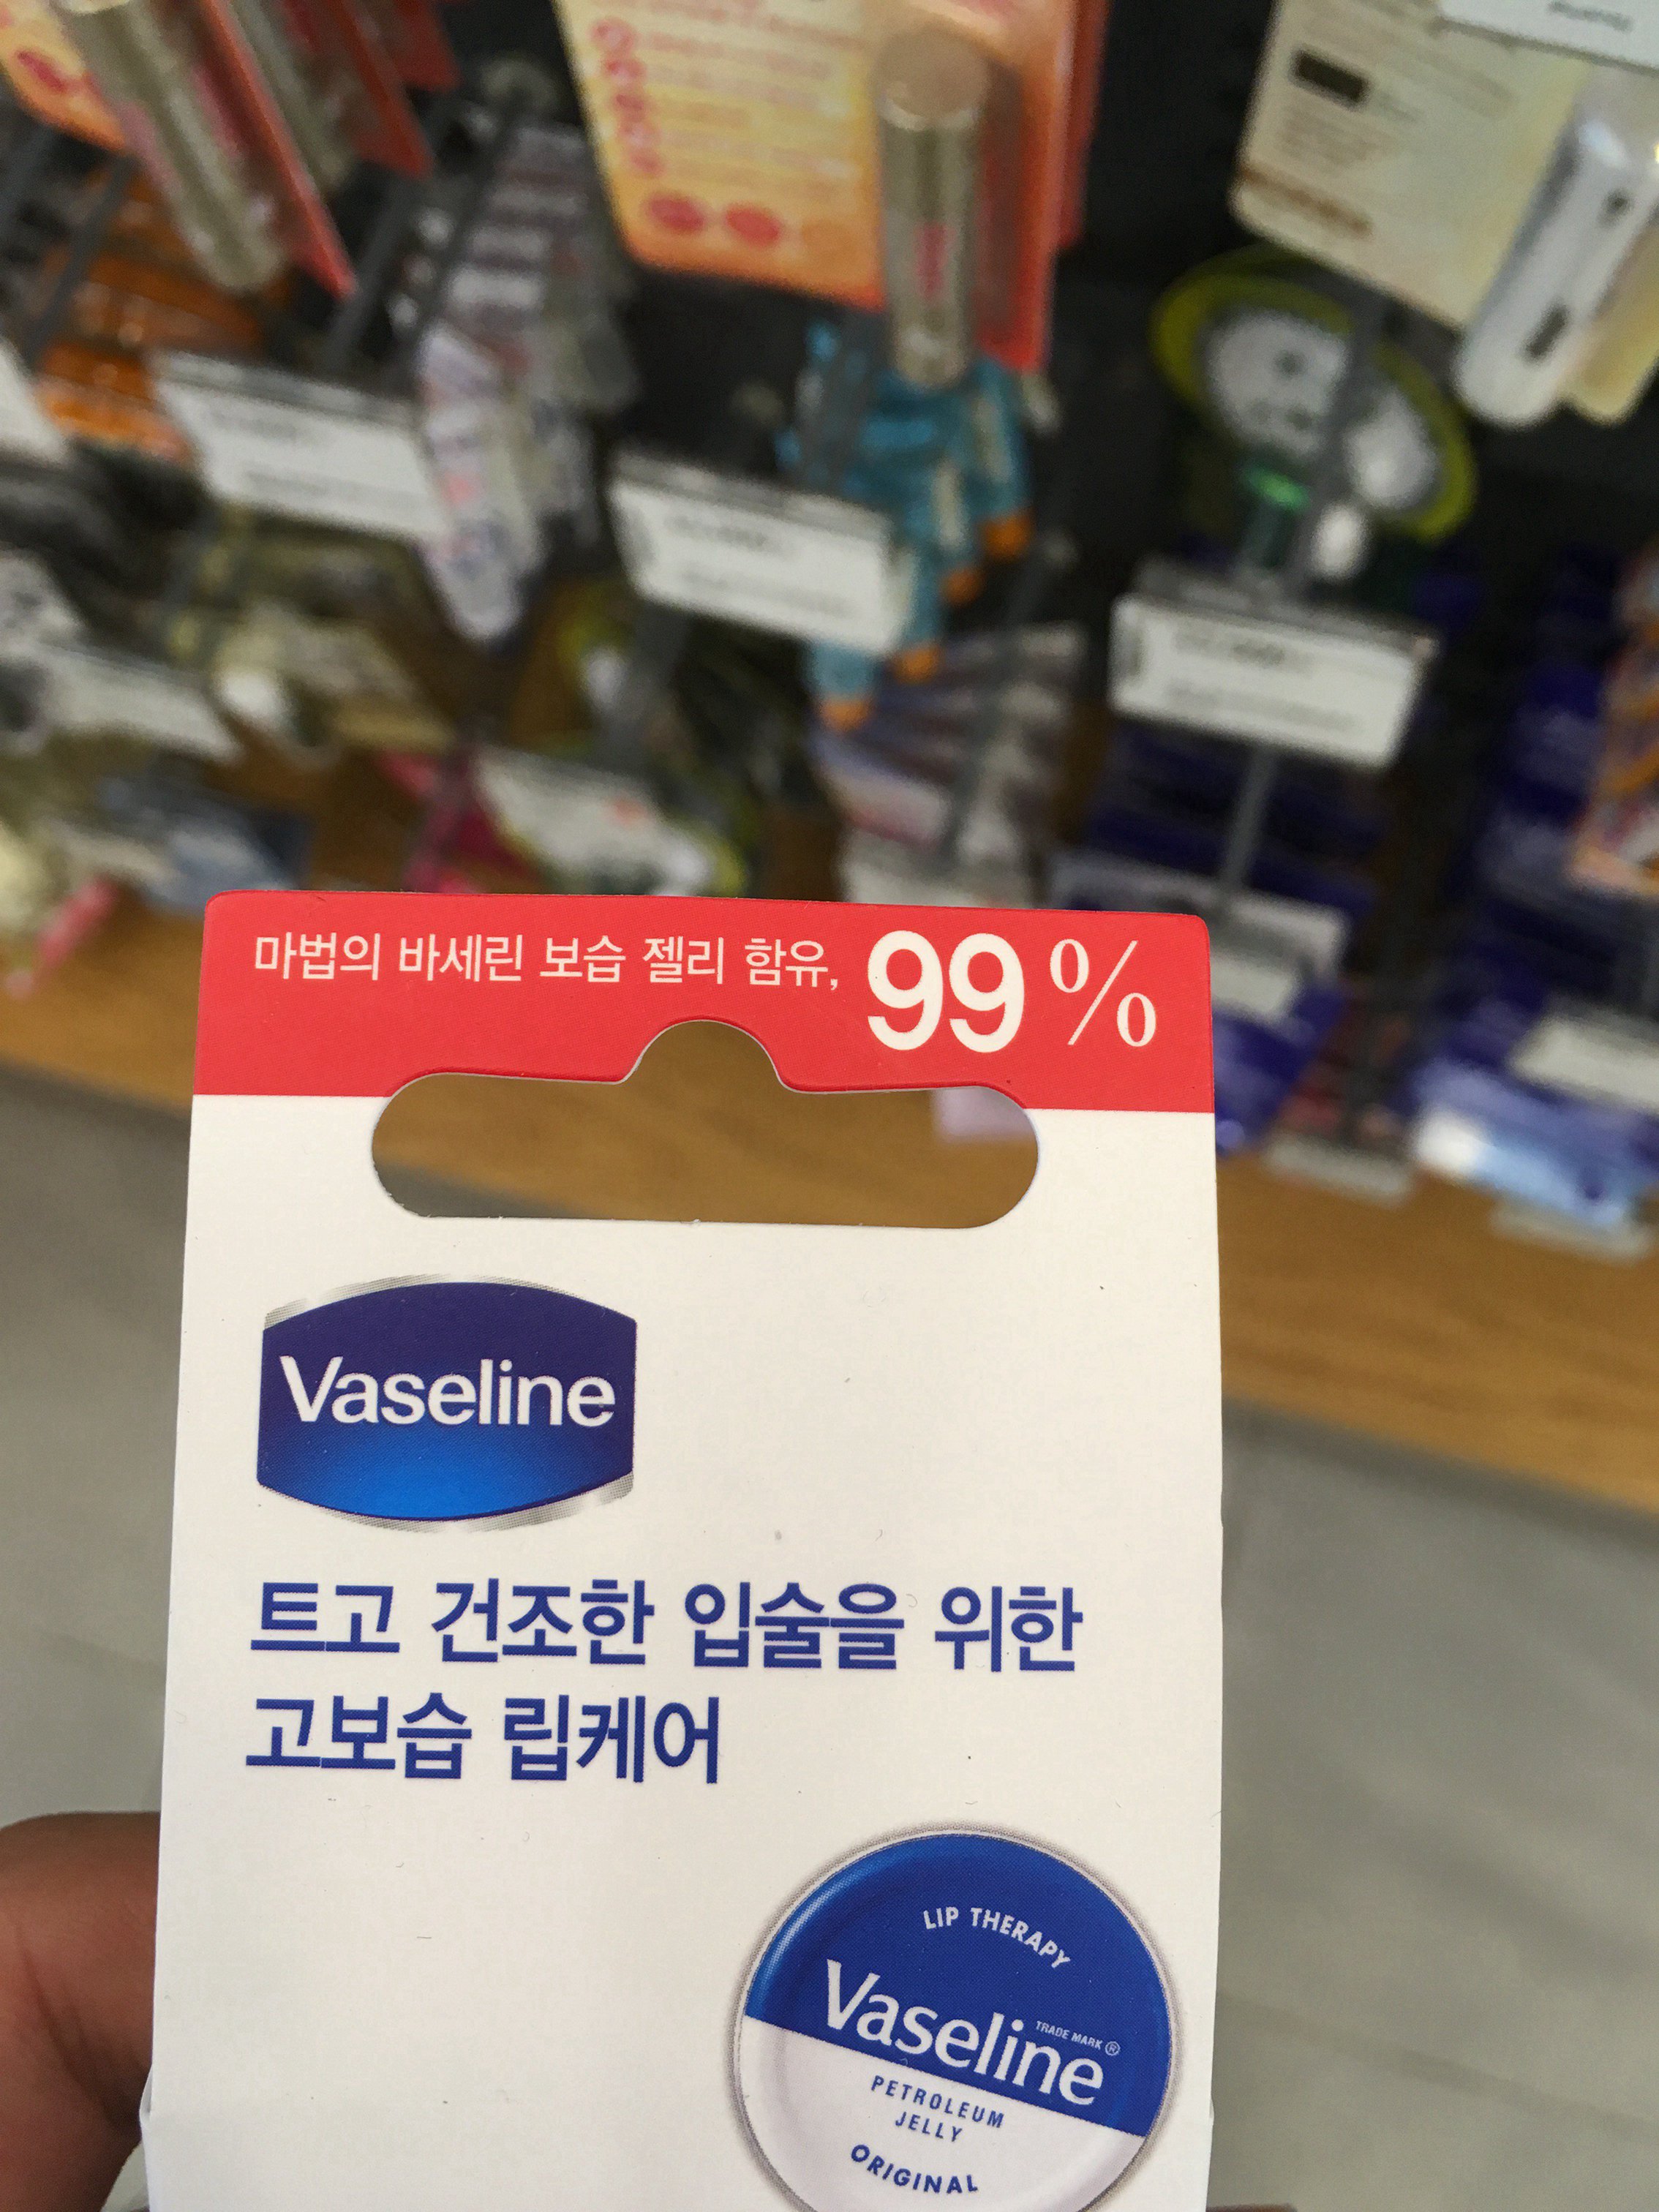 마법의 바세린 보습 젤리 함유, 99%
Vaseline
트고 건조한 입술을 위한
고보습 립케어
LIP THERAPY
Vaseline
TRADE MARK ®
PETROLEUM
JELLY
ORIGINAL